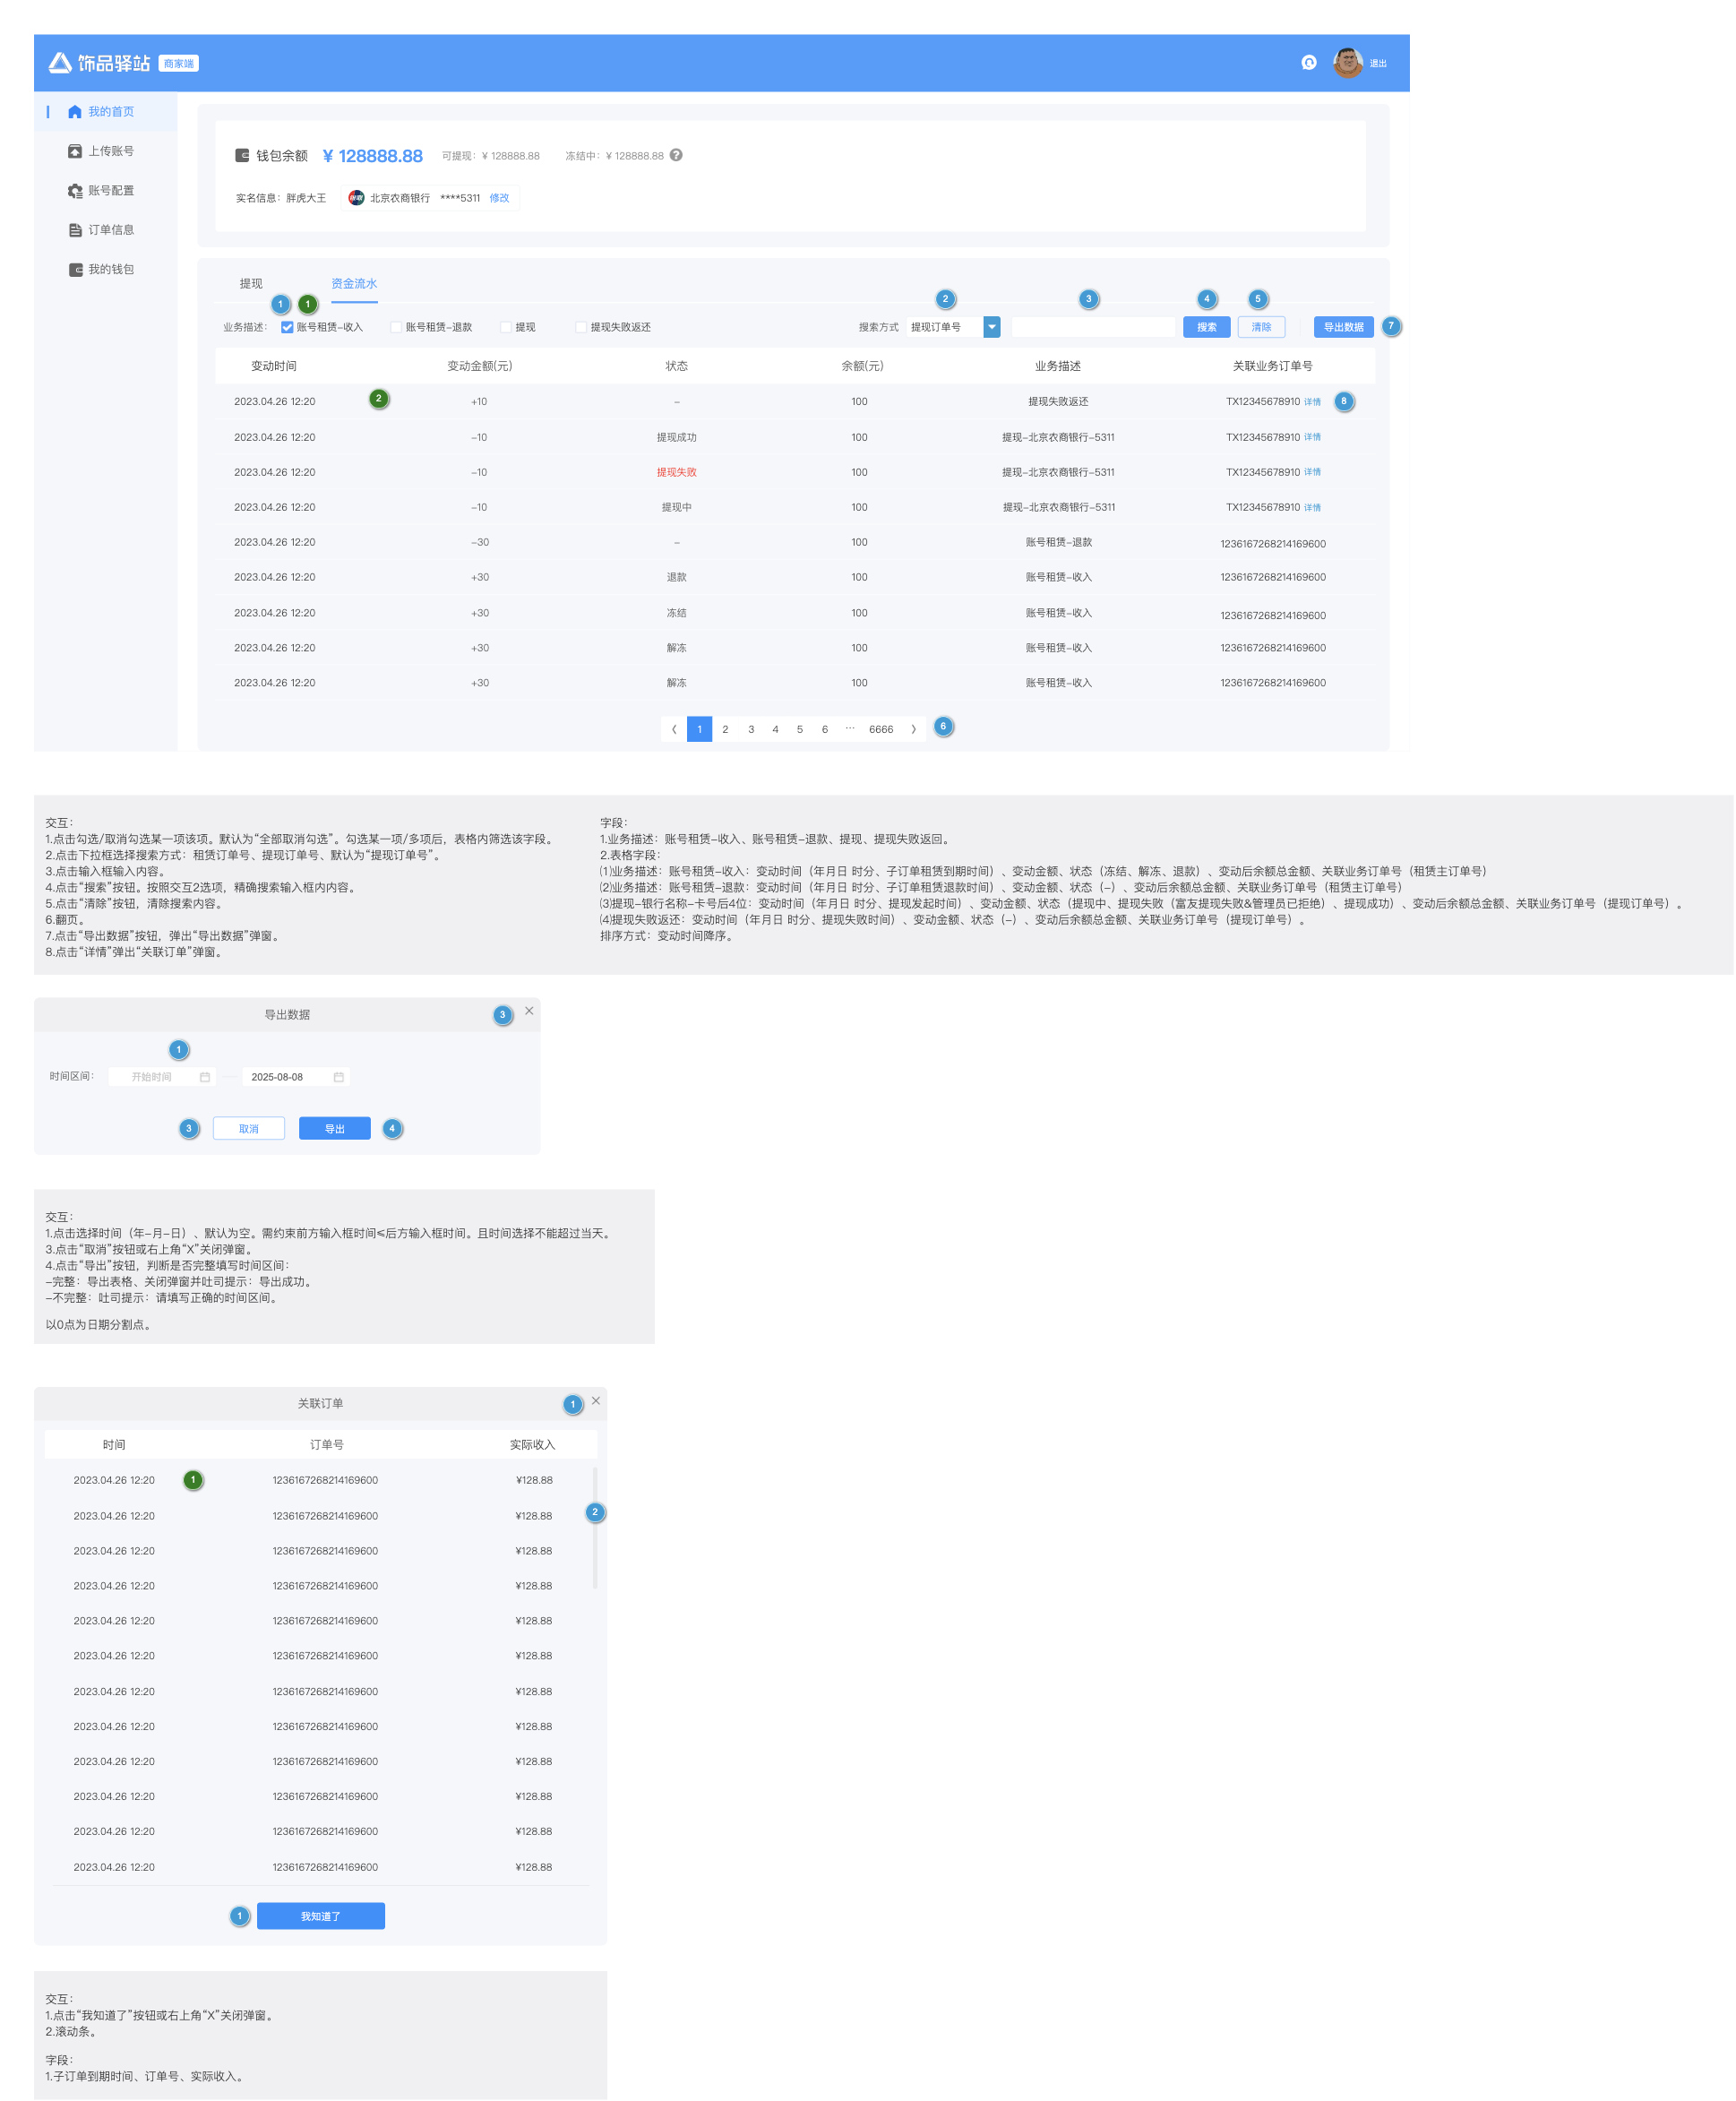 饰品驿站 商家端
退出
我的首页
上传账号
账号配置
订单信息
我的钱包
钱包余额 ¥ 128888.88 可提现：¥ 128888.88 冻结中：¥ 128888.88 ?
实名信息：胖虎大王 北京农商银行 ****5311 修改
提现 资金流水
1 1 2 3 4 5
业务描述： 账号租赁-收入 账号租赁-退款 提现 提现失败返还 搜索方式 提现订单号 搜索 清除 导出数据 7
变动时间 变动金额(元) 状态 余额(元) 业务描述 关联业务订单号
2023.04.26 12:20 2 +10 - 100 提现失败返还 TX12345678910 详情 8
2023.04.26 12:20 -10 提现成功 100 提现-北京农商银行-5311 TX12345678910 详情
2023.04.26 12:20 -10 提现失败 100 提现-北京农商银行-5311 TX12345678910 详情
2023.04.26 12:20 -10 提现中 100 提现-北京农商银行-5311 TX12345678910 详情
2023.04.26 12:20 -30 - 100 账号租赁-退款 1236167268214169600
2023.04.26 12:20 +30 退款 100 账号租赁-收入 1236167268214169600
2023.04.26 12:20 +30 冻结 100 账号租赁-收入 1236167268214169600
2023.04.26 12:20 +30 解冻 100 账号租赁-收入 1236167268214169600
2023.04.26 12:20 +30 解冻 100 账号租赁-收入 1236167268214169600
1 2 3 4 5 6 ··· 6666 6
交互：
1.点击勾选/取消勾选某一项该项。默认为“全部取消勾选”。勾选某一项/多项后，表格内筛选该字段。
2.点击下拉框选择搜索方式：租赁订单号、提现订单号、默认为“提现订单号”。
3.点击输入框输入内容。
4.点击“搜索”按钮。按照交互2选项，精确搜索输入框内内容。
5.点击“清除”按钮，清除搜索内容。
6.翻页。
7.点击“导出数据”按钮，弹出“导出数据”弹窗。
8.点击“详情”弹出“关联订单”弹窗。
字段：
1.业务描述：账号租赁-收入、账号租赁-退款、提现、提现失败返回。
2.表格字段：
(1)业务描述：账号租赁-收入：变动时间（年月日 时分、子订单租赁到期时间）、变动金额、状态（冻结、解冻、退款）、变动后余额总金额、关联业务订单号（租赁主订单号）
(2)业务描述：账号租赁-退款：变动时间（年月日 时分、子订单租赁退款时间）、变动金额、状态（-）、变动后余额总金额、关联业务订单号（租赁主订单号）
(3)提现-银行名称-卡号后4位：变动时间（年月日 时分、提现发起时间）、变动金额、状态（提现中、提现失败（富友提现失败&管理员已拒绝）、提现成功）、变动后余额总金额、关联业务订单号（提现订单号）。
(4)提现失败返还：变动时间（年月日 时分、提现失败时间）、变动金额、状态（-）、变动后余额总金额、关联业务订单号（提现订单号）。
排序方式：变动时间降序。
导出数据 3
1
时间区间： 开始时间 2025-08-08
3 取消 导出 4
交互：
1.点击选择时间（年-月-日）、默认为空。需约束前方输入框时间≤后方输入框时间。且时间选择不能超过当天。
3.点击“取消”按钮或右上角“X”关闭弹窗。
4.点击“导出”按钮，判断是否完整填写时间区间：
-完整：导出表格、关闭弹窗并吐司提示：导出成功。
-不完整：吐司提示：请填写正确的时间区间。
以0点为日期分割点。
关联订单 1
时间 订单号 实际收入
2023.04.26 12:20 1 1236167268214169600 ¥128.88
2023.04.26 12:20 1236167268214169600 ¥128.88 2
2023.04.26 12:20 1236167268214169600 ¥128.88
2023.04.26 12:20 1236167268214169600 ¥128.88
2023.04.26 12:20 1236167268214169600 ¥128.88
2023.04.26 12:20 1236167268214169600 ¥128.88
2023.04.26 12:20 1236167268214169600 ¥128.88
2023.04.26 12:20 1236167268214169600 ¥128.88
2023.04.26 12:20 1236167268214169600 ¥128.88
2023.04.26 12:20 1236167268214169600 ¥128.88
2023.04.26 12:20 1236167268214169600 ¥128.88
2023.04.26 12:20 1236167268214169600 ¥128.88
1 我知道了
交互：
1.点击“我知道了”按钮或右上角“X”关闭弹窗。
2.滚动条。
字段：
1.子订单到期时间、订单号、实际收入。